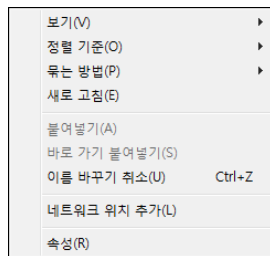 보기(V)
정렬 기준(O)
묶는 방법(P)
새로 고침(E)
붙여넣기(A)
바로 가기 붙여넣기(S)
이름 바꾸기 취소(U) Ctrl+Z
네트워크 위치 추가(L)
속성(R)